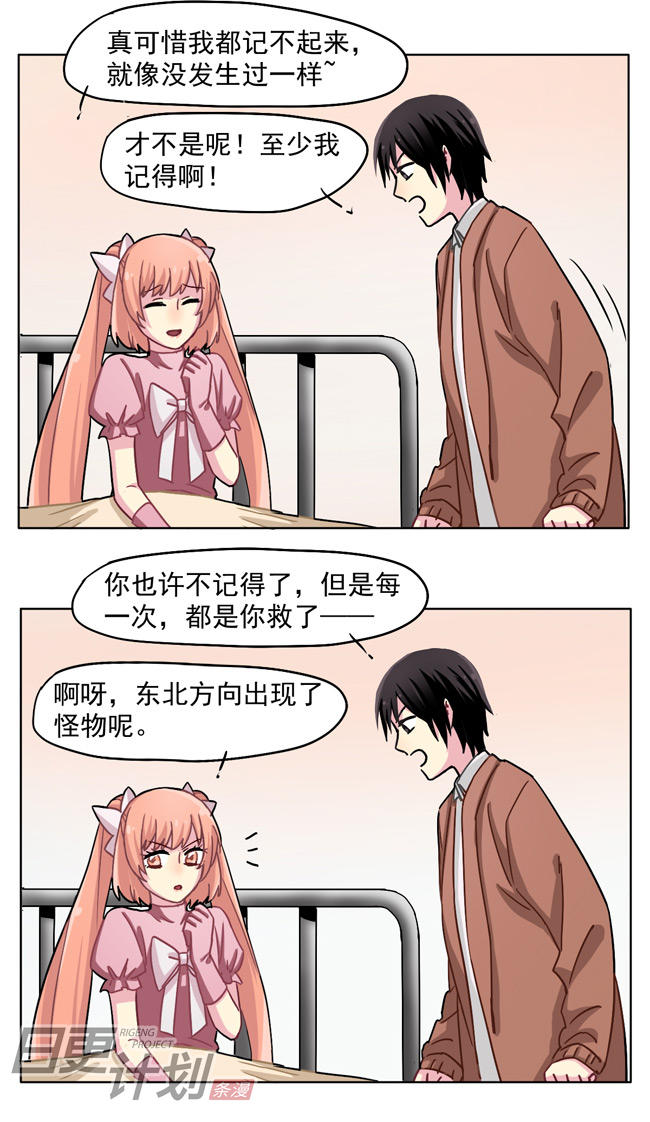 真可惜我都记不起来，
就像没发生过一样~
才不是呢！至少我
记得啊！
你也许不记得了，但是每
一次，都是你救了——
啊呀，东北方向出现了
怪物呢。
日更
RIGENG
PROJECT
计划
条漫